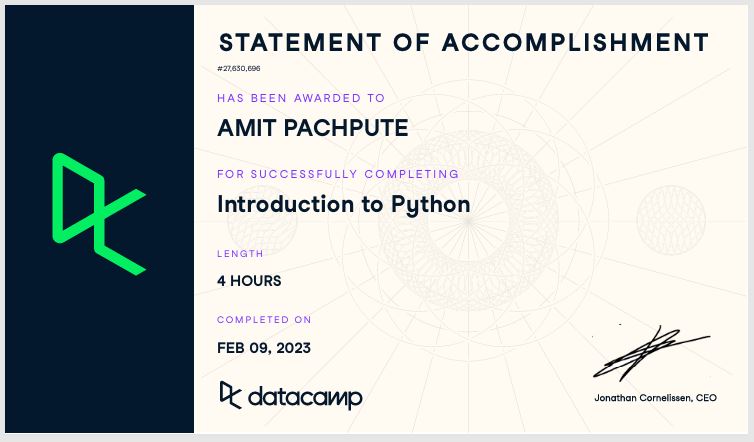 STATEMENT OF ACCOMPLISHMENT
#27,630,696
HAS BEEN AWARDED TO
AMIT PACHPUTE
FOR SUCCESSFULLY COMPLETING
Introduction to Python
LENGTH
4 HOURS
COMPLETED ON
FEB 09, 2023
datacamp
Jonathan Cornelissen, CEO